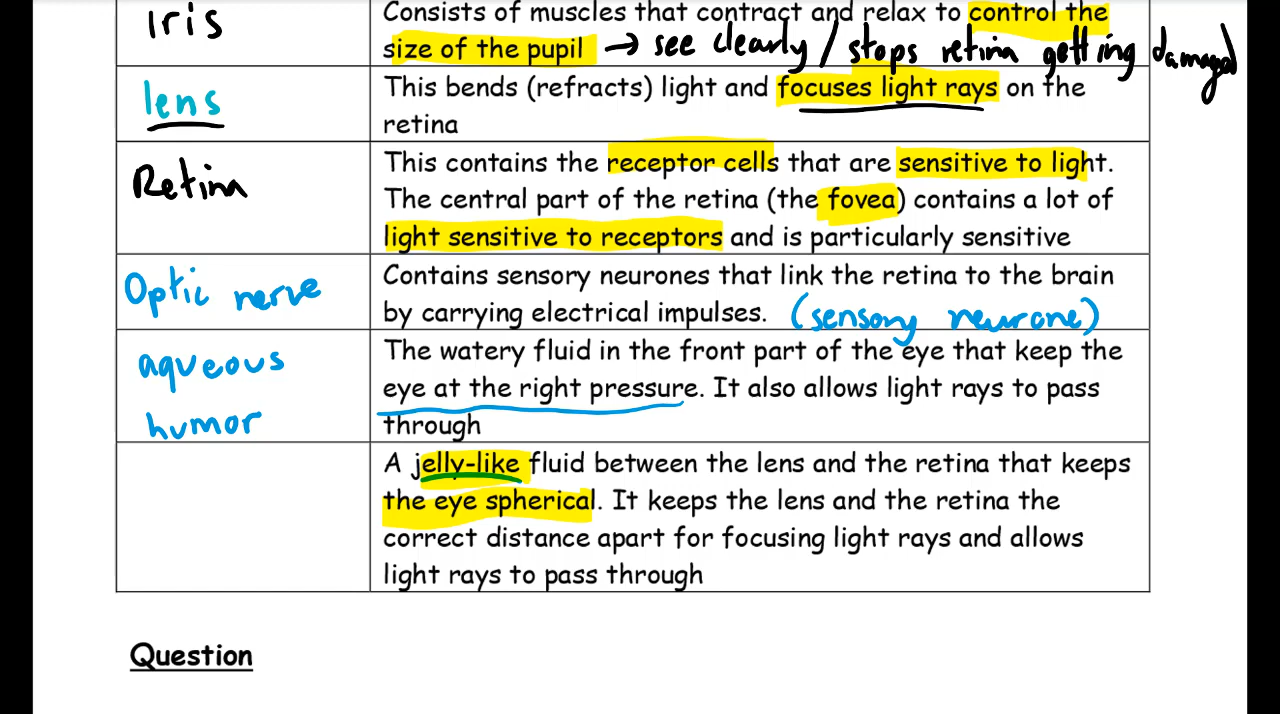 Iris
Consists of muscles that contract and relax to control the
size of the pupil → see clearly / stops retina getting damaged
lens
This bends (refracts) light and focuses light rays on the
retina
Retina
This contains the receptor cells that are sensitive to light.
The central part of the retina (the fovea) contains a lot of
light sensitive to receptors and is particularly sensitive
Optic nerve
Contains sensory neurones that link the retina to the brain
by carrying electrical impulses. (sensory neurone)
aqueous
humor
The watery fluid in the front part of the eye that keep the
eye at the right pressure. It also allows light rays to pass
through
A jelly-like fluid between the lens and the retina that keeps
the eye spherical. It keeps the lens and the retina the
correct distance apart for focusing light rays and allows
light rays to pass through
Question